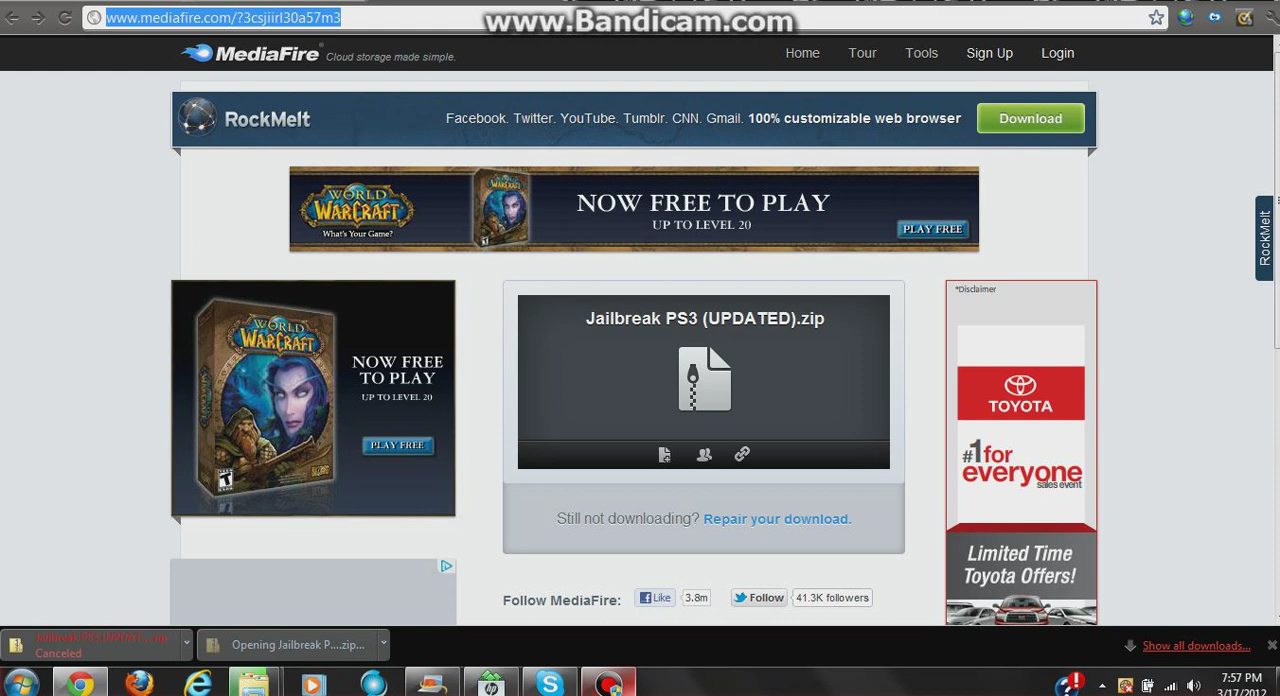 www.mediafire.com/?3csjiirl30a57m3
www.Bandicam.com
MediaFire
Cloud storage made simple.
Home
Tour
Tools
Sign Up
Login
RockMelt
Facebook. Twitter. YouTube. Tumblr. CNN. Gmail. 100% customizable web browser
Download
WORLD
WARCRAFT
What's Your Game?
NOW FREE TO PLAY
UP TO LEVEL 20
PLAY FREE
RockMelt
WORLD
WARCRAFT
NOW FREE
TO PLAY
UP TO LEVEL 20
PLAY FREE
Jailbreak PS3 (UPDATED).zip
Still not downloading? Repair your download.
Follow MediaFire:
Like
3.8m
Follow
41.3K followers
*Disclaimer
TOYOTA
#1 for
everyone
sales event
Limited Time
Toyota Offers!
Canceled
Opening Jailbreak P....zip...
Show all downloads...
7:57 PM
3/17/2012